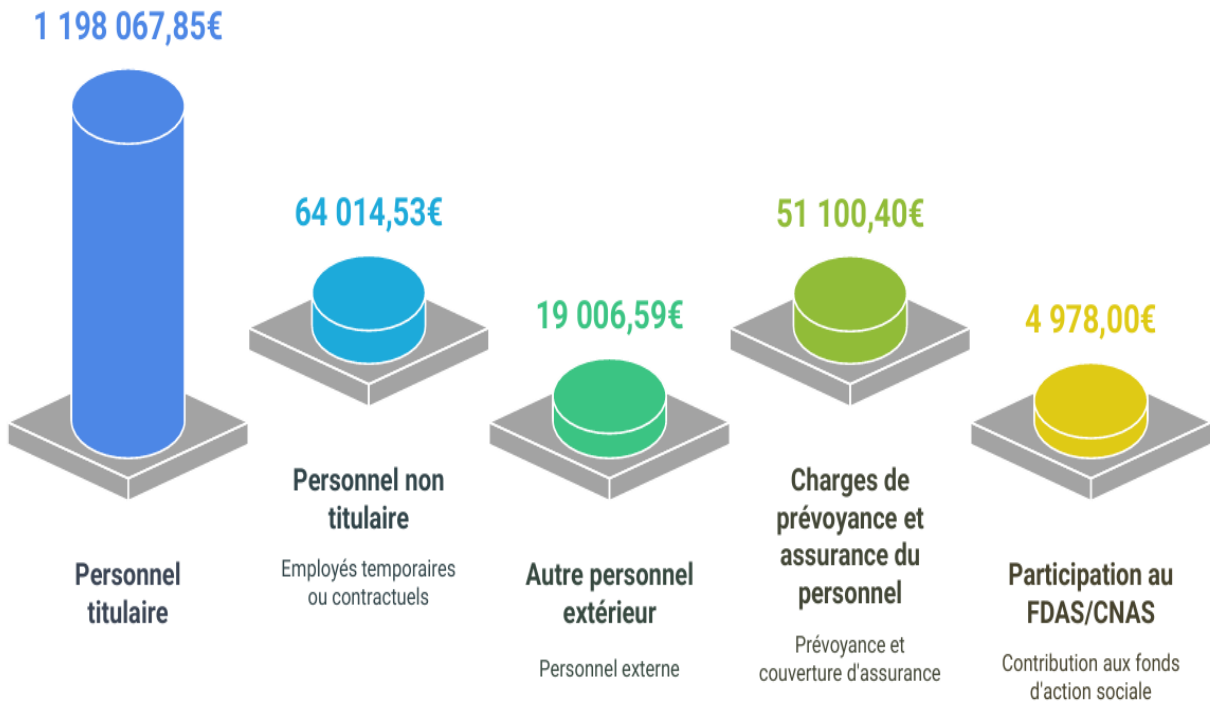 1 198 067,85€
Personnel
titulaire
64 014,53€
Personnel non
titulaire
Employés temporaires
ou contractuels
19 006,59€
Autre personnel
extérieur
Personnel externe
51 100,40€
Charges de
prévoyance et
assurance du
personnel
Prévoyance et
couverture d'assurance
4 978,00€
Participation au
FDAS/CNAS
Contribution aux fonds
d'action sociale